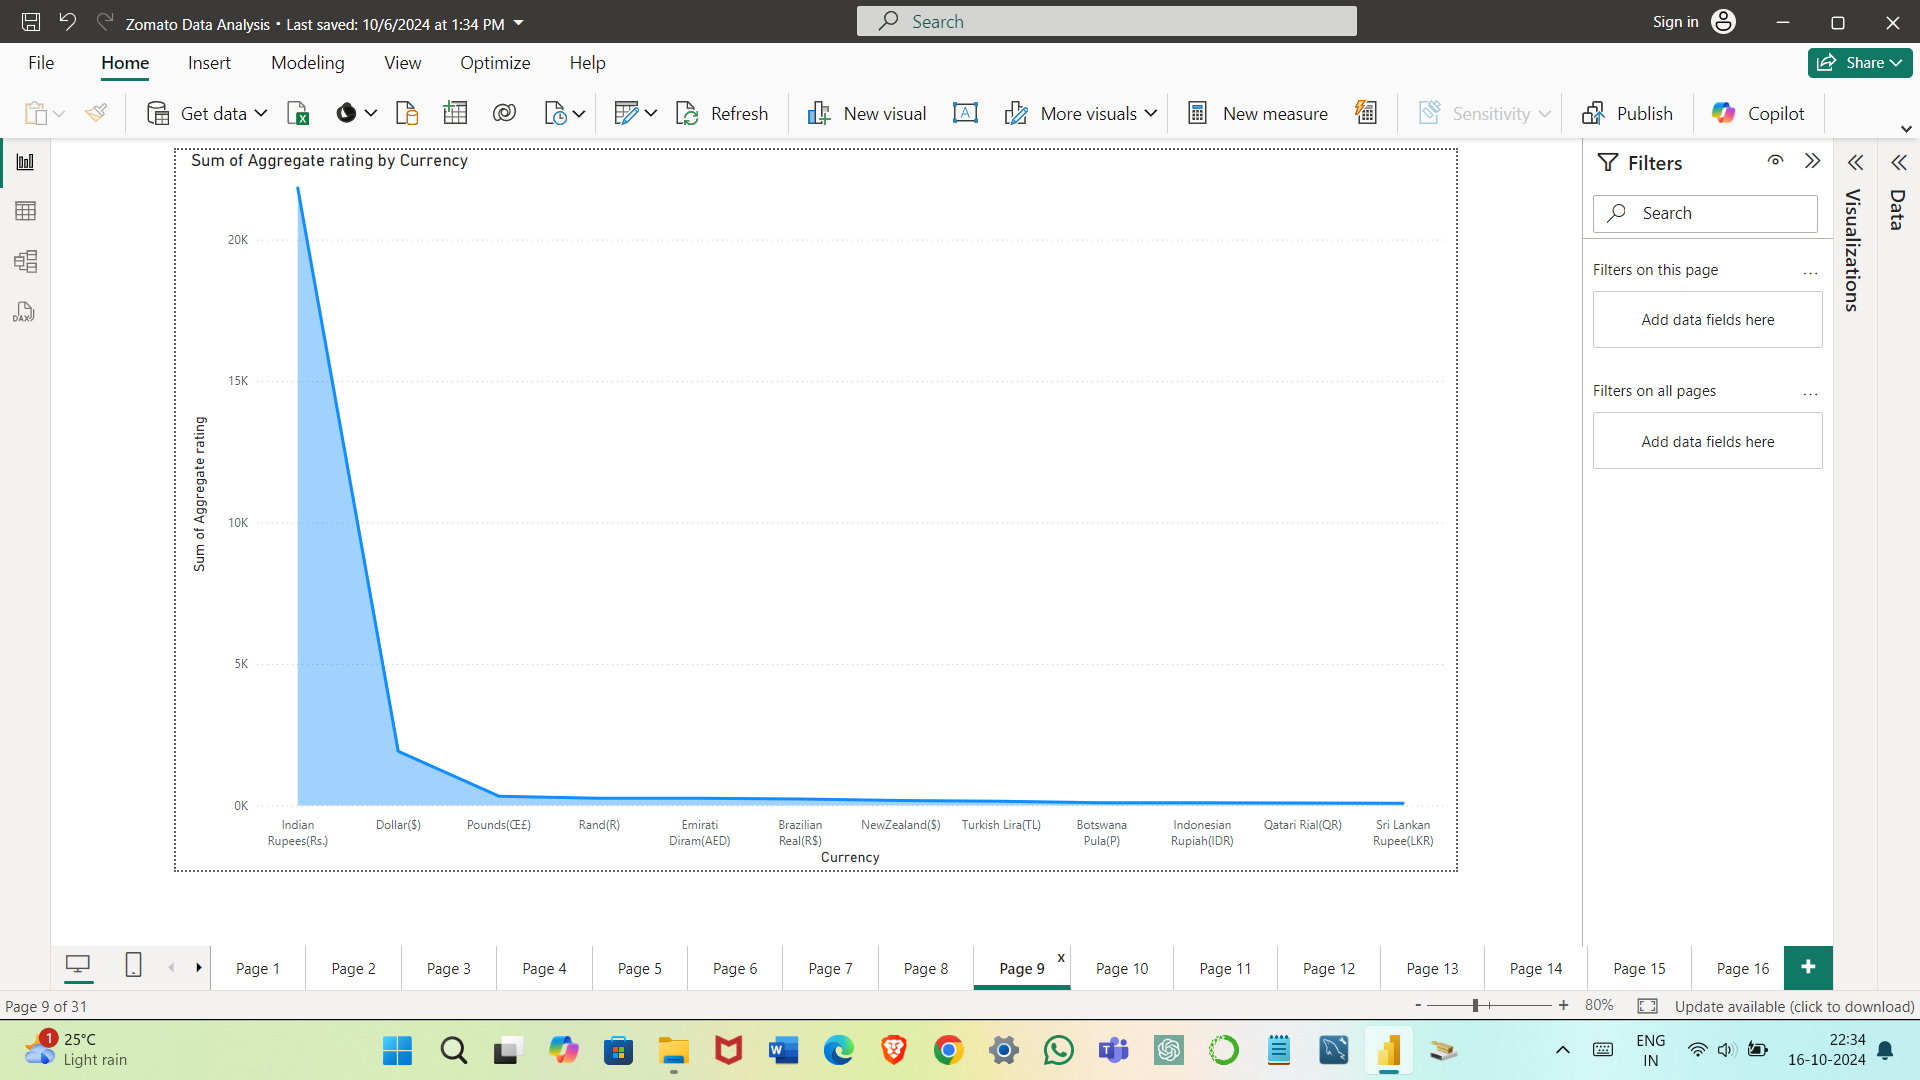 Zomato Data Analysis • Last saved: 10/6/2024 at 1:34 PM
Search
Sign in
File
Home
Insert
Modeling
View
Optimize
Help
Share
Get data
Refresh
New visual
More visuals
New measure
Sensitivity
Publish
Copilot
DAX
Sum of Aggregate rating by Currency
20K
15K
10K
5K
0K
Sum of Aggregate rating
Indian Rupees(Rs.)
Dollar($)
Pounds(Œ£)
Rand(R)
Emirati Diram(AED)
Brazilian Real(R$)
NewZealand($)
Turkish Lira(TL)
Botswana Pula(P)
Indonesian Rupiah(IDR)
Qatari Rial(QR)
Sri Lankan Rupee(LKR)
Currency
Filters
Search
Filters on this page
...
Add data fields here
Filters on all pages
...
Add data fields here
Visualizations
Data
Page 1
Page 2
Page 3
Page 4
Page 5
Page 6
Page 7
Page 8
Page 9
x
Page 10
Page 11
Page 12
Page 13
Page 14
Page 15
Page 16
+
Page 9 of 31
- + 80%
Update available (click to download)
1
25°C
Light rain
ENG
IN
22:34
16-10-2024